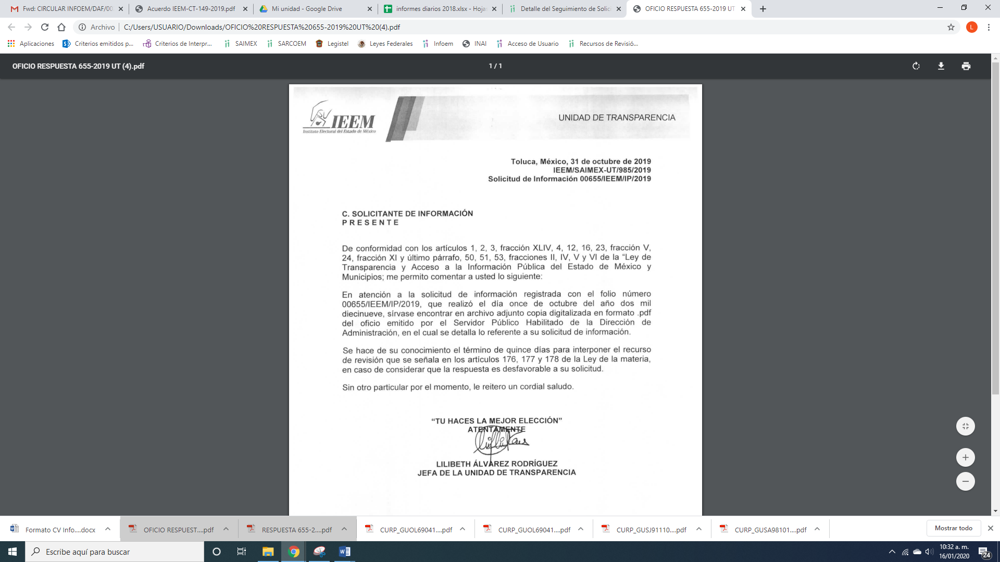 Fwd: CIRCULAR INFOEM/DAF/00
Acuerdo IEEM-CT-149-2019.pdf
Mi unidad - Google Drive
informes diarios 2018.xlsx - Hoja
Detalle del Seguimiento de Solici
OFICIO RESPUESTA 655-2019 UT
Archivo
C:/Users/USUARIO/Downloads/OFICIO%20RESPUESTA%20655-2019%20UT%20(4).pdf
L
Aplicaciones
Criterios emitidos p...
Criterios de Interpr...
SAIMEX
SARCOEM
Legistel
Leyes Federales
Infoem
INAI
Acceso de Usuario
Recursos de Revisió...
OFICIO RESPUESTA 655-2019 UT (4).pdf
1 / 1
IEEM
Instituto Electoral del Estado de México
UNIDAD DE TRANSPARENCIA
Toluca, México, 31 de octubre de 2019
IEEM/SAIMEX-UT/985/2019
Solicitud de Información 00655/IEEM/IP/2019
C. SOLICITANTE DE INFORMACIÓN
P R E S E N T E
De conformidad con los artículos 1, 2, 3, fracción XLIV, 4, 12, 16, 23, fracción V,
24, fracción XI y último párrafo, 50, 51, 53, fracciones II, IV, V y VI de la “Ley de
Transparencia y Acceso a la Información Pública del Estado de México y
Municipios; me permito comentar a usted lo siguiente:
En atención a la solicitud de información registrada con el folio número
00655/IEEM/IP/2019, que realizó el día once de octubre del año dos mil
diecinueve, sírvase encontrar en archivo adjunto copia digitalizada en formato .pdf
del oficio emitido por el Servidor Público Habilitado de la Dirección de
Administración, en el cual se detalla lo referente a su solicitud de información.
Se hace de su conocimiento el término de quince días para interponer el recurso
de revisión que se señala en los artículos 176, 177 y 178 de la Ley de la materia,
en caso de considerar que la respuesta es desfavorable a su solicitud.
Sin otro particular por el momento, le reitero un cordial saludo.
“TU HACES LA MEJOR ELECCIÓN”
ATENTAMENTE
LILIBETH ÁLVAREZ RODRÍGUEZ
JEFA DE LA UNIDAD DE TRANSPARENCIA
Formato CV Info....docx
OFICIO RESPUEST....pdf
RESPUESTA 655-2....pdf
CURP_GUOL69041....pdf
CURP_GUOL69041....pdf
CURP_GUSJ91110....pdf
CURP_GUSA98101....pdf
Mostrar todo
Escribe aquí para buscar
10:32 a. m.
16/01/2020
24